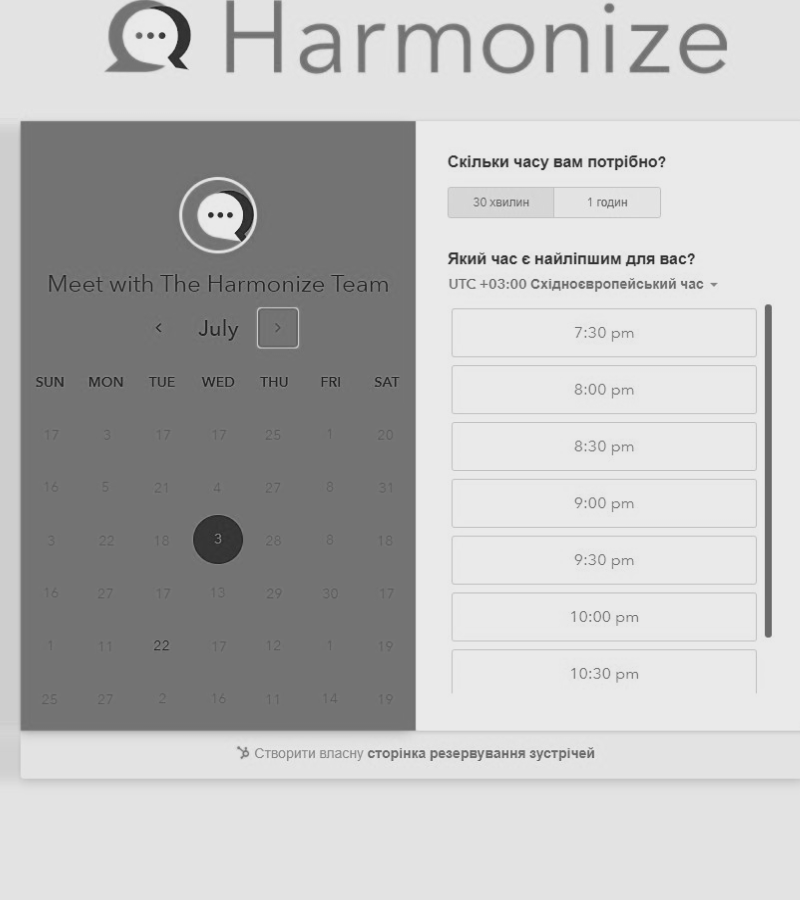 Harmonize
Meet with The Harmonize Team
July
SUN MON TUE WED THU FRI SAT
17 3 17 17 25 1 20
16 5 21 4 27 8 31
3 22 18 3 28 8 18
16 27 17 13 29 30 17
1 11 22 17 12 1 19
25 27 2 16 11 14 19
Скільки часу вам потрібно?
30 хвилин 1 годин
Який час є найліпшим для вас?
UTC +03:00 Східноєвропейський час
7:30 pm
8:00 pm
8:30 pm
9:00 pm
9:30 pm
10:00 pm
10:30 pm
Створити власну сторінка резервування зустрічей